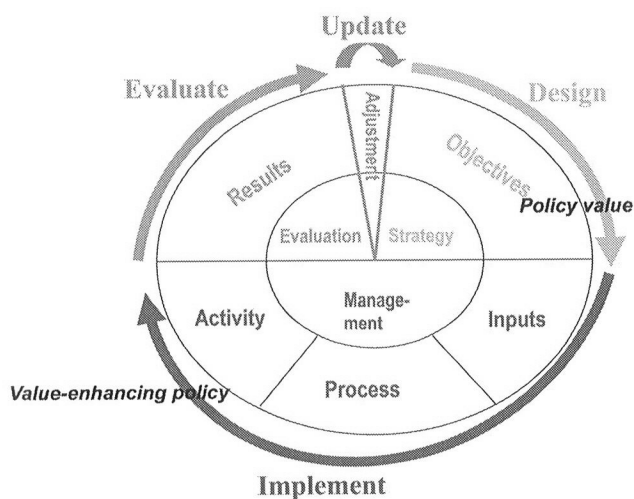 Update
Evaluate
Design
Adjustment
Results
Objectives
Policy value
Evaluation
Strategy
Activity
Manage-
ment
Inputs
Value-enhancing policy
Process
Implement